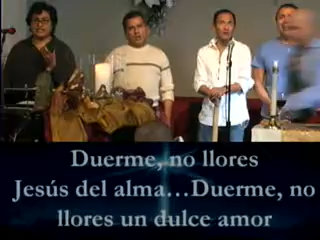 Duerme, no llores
Jesús del alma...Duerme, no
llores un dulce amor